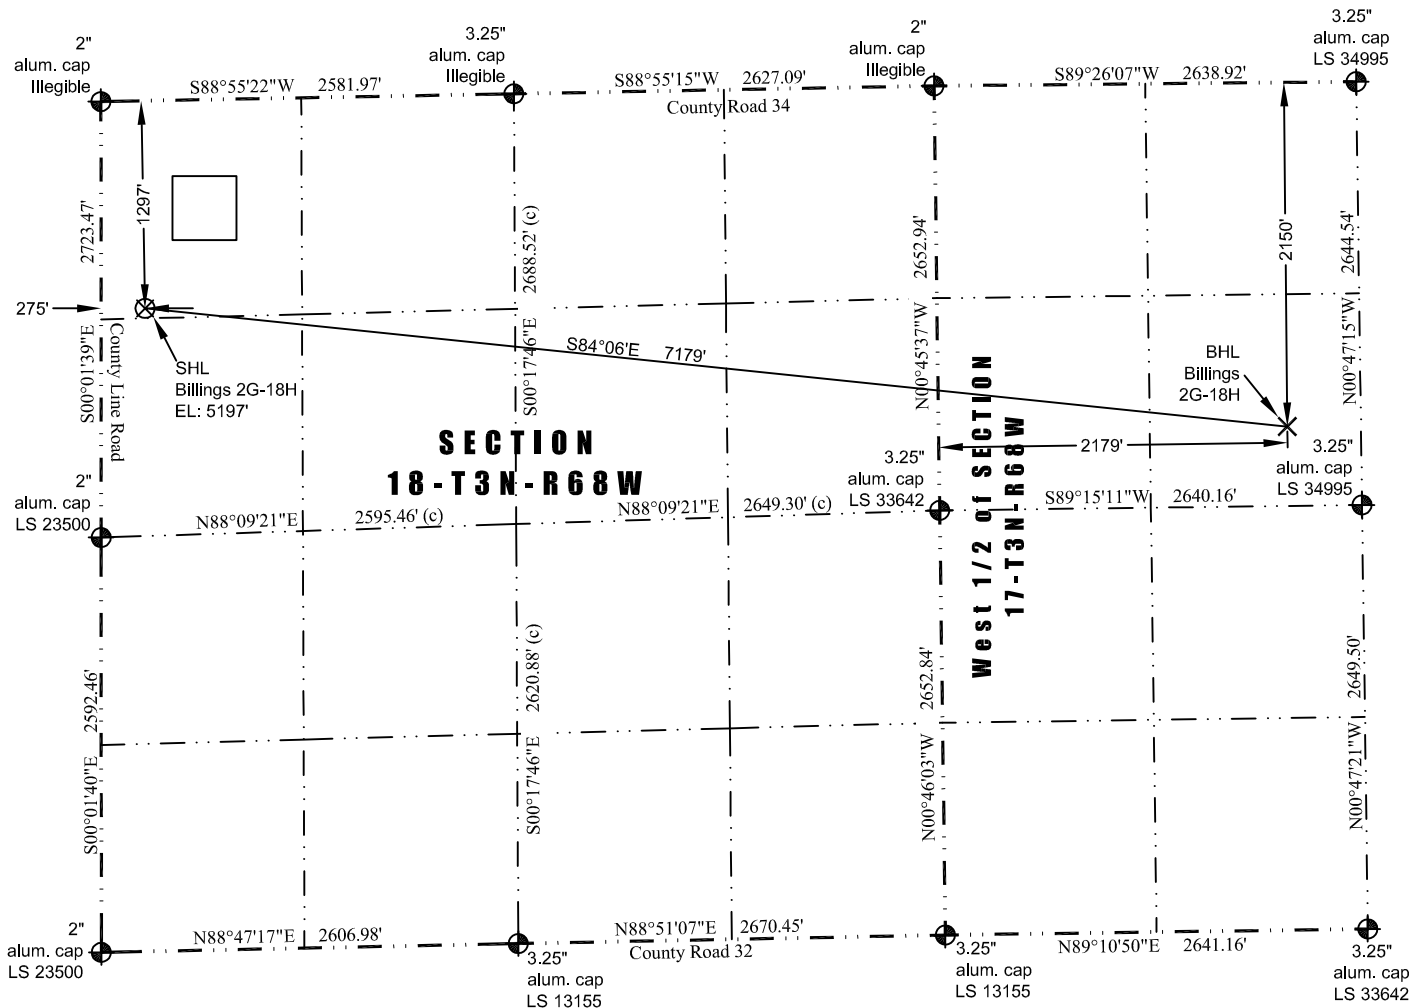 2"
alum. cap
Illegible
3.25"
alum. cap
Illegible
2"
alum. cap
Illegible
3.25"
alum. cap
LS 34995
S88°55'22"W 2581.97'
S88°55'15"W 2627.09'
S89°26'07"W 2638.92'
County Road 34
1297'
2723.47'
2688.52' (c)
2652.94'
2150'
2644.54'
275'
S00°01'39"E
County Line Road
SHL
Billings 2G-18H
EL: 5197'
S00°17'46"E
S84°06'E 7179'
N00°45'37"W
BHL
Billings
2G-18H
N00°47'15"W
SECTION
18-T3N-R68W
West 1/2 of SECTION
17-T3N-R68W
2179'
2"
alum. cap
LS 23500
3.25"
alum. cap
LS 33642
3.25"
alum. cap
LS 34995
N88°09'21"E 2595.46' (c)
N88°09'21"E 2649.30' (c)
S89°15'11"W 2640.16'
2592.46'
2620.88' (c)
2652.84'
2649.50'
S00°01'40"E
S00°17'46"E
N00°46'03"W
N00°47'21"W
2"
alum. cap
LS 23500
N88°47'17"E 2606.98'
N88°51'07"E 2670.45'
N89°10'50"E 2641.16'
County Road 32
3.25"
alum. cap
LS 13155
3.25"
alum. cap
LS 13155
3.25"
alum. cap
LS 33642